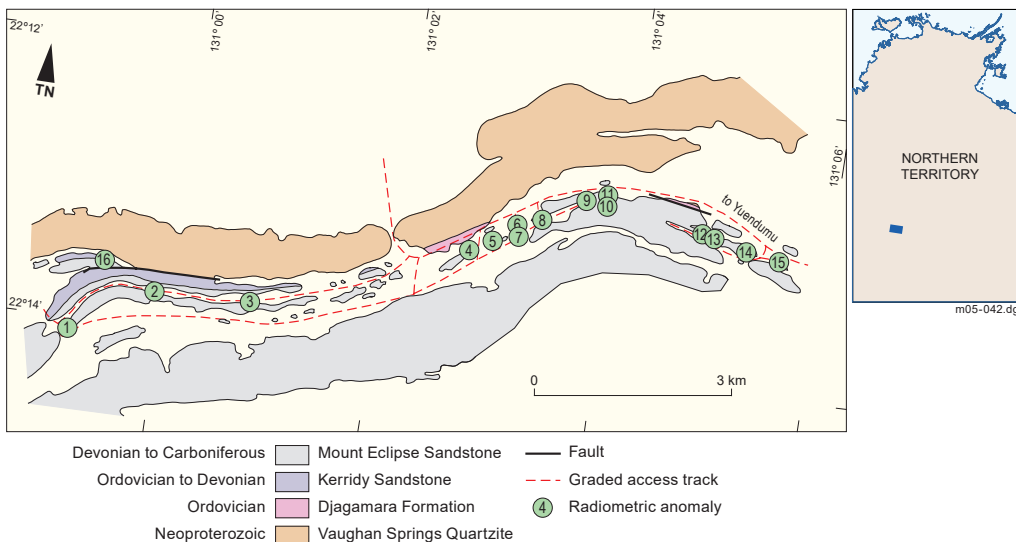 22°12'
131° 00'
131° 02'
131° 04'
TN
131° 06'
NORTHERN
TERRITORY
to Yuendumu
11
9
10
6
8
5
7
4
12
13
14
15
16
2
3
22°14'
1
m05-042.dg
0
3 km
Devonian to Carboniferous Mount Eclipse Sandstone Fault
Ordovician to Devonian Kerridy Sandstone Graded access track
Ordovician Djagamara Formation 4 Radiometric anomaly
Neoproterozoic Vaughan Springs Quartzite